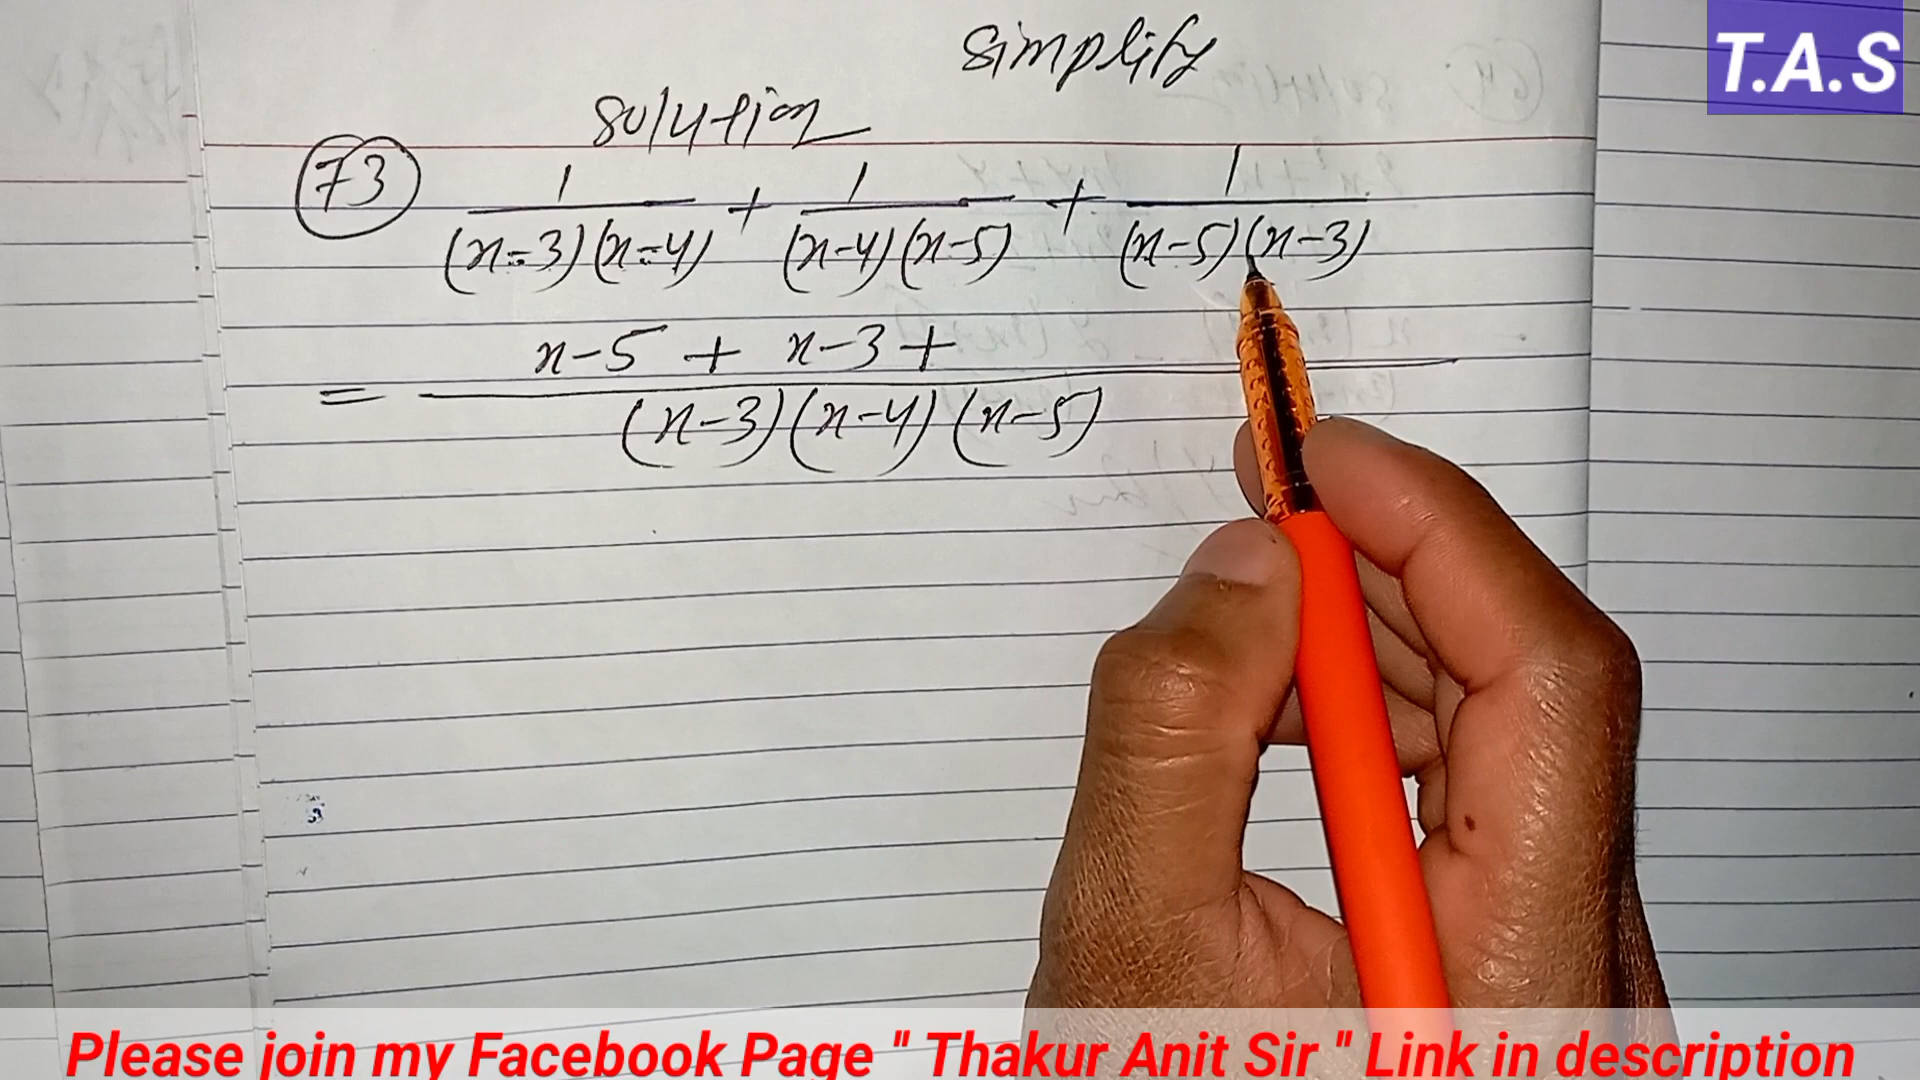 simplify
T.A.S
solution
73 1/(x-3)(x-4) + 1/(x-4)(x-5) + 1/(x-5)(x-3)
= x-5 + x-3 + / (x-3)(x-4)(x-5)
Please join my Facebook Page " Thakur Anit Sir " Link in description